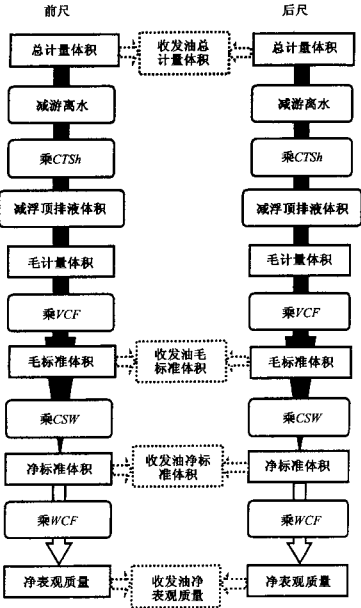 前尺
后尺
总计量体积
收发油总
计量体积
总计量体积
减游离水
减游离水
乘CTSh
乘CTSh
减浮顶排液体积
减浮顶排液体积
毛计量体积
毛计量体积
乘VCF
乘VCF
毛标准体积
收发油毛
标准体积
毛标准体积
乘CSW
乘CSW
净标准体积
收发油净标
准体积
净标准体积
乘WCF
乘WCF
净表观质量
收发油净
表观质量
净表观质量